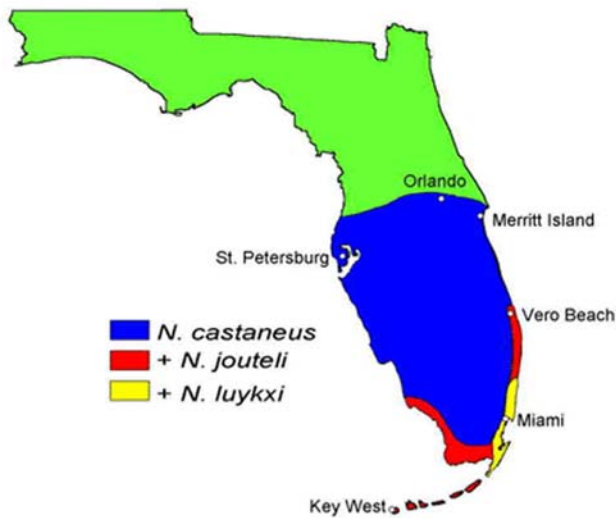 Orlando
Merritt Island
St. Petersburg
Vero Beach
N. castaneus
+ N. jouteli
+ N. luykxi
Miami
Key West